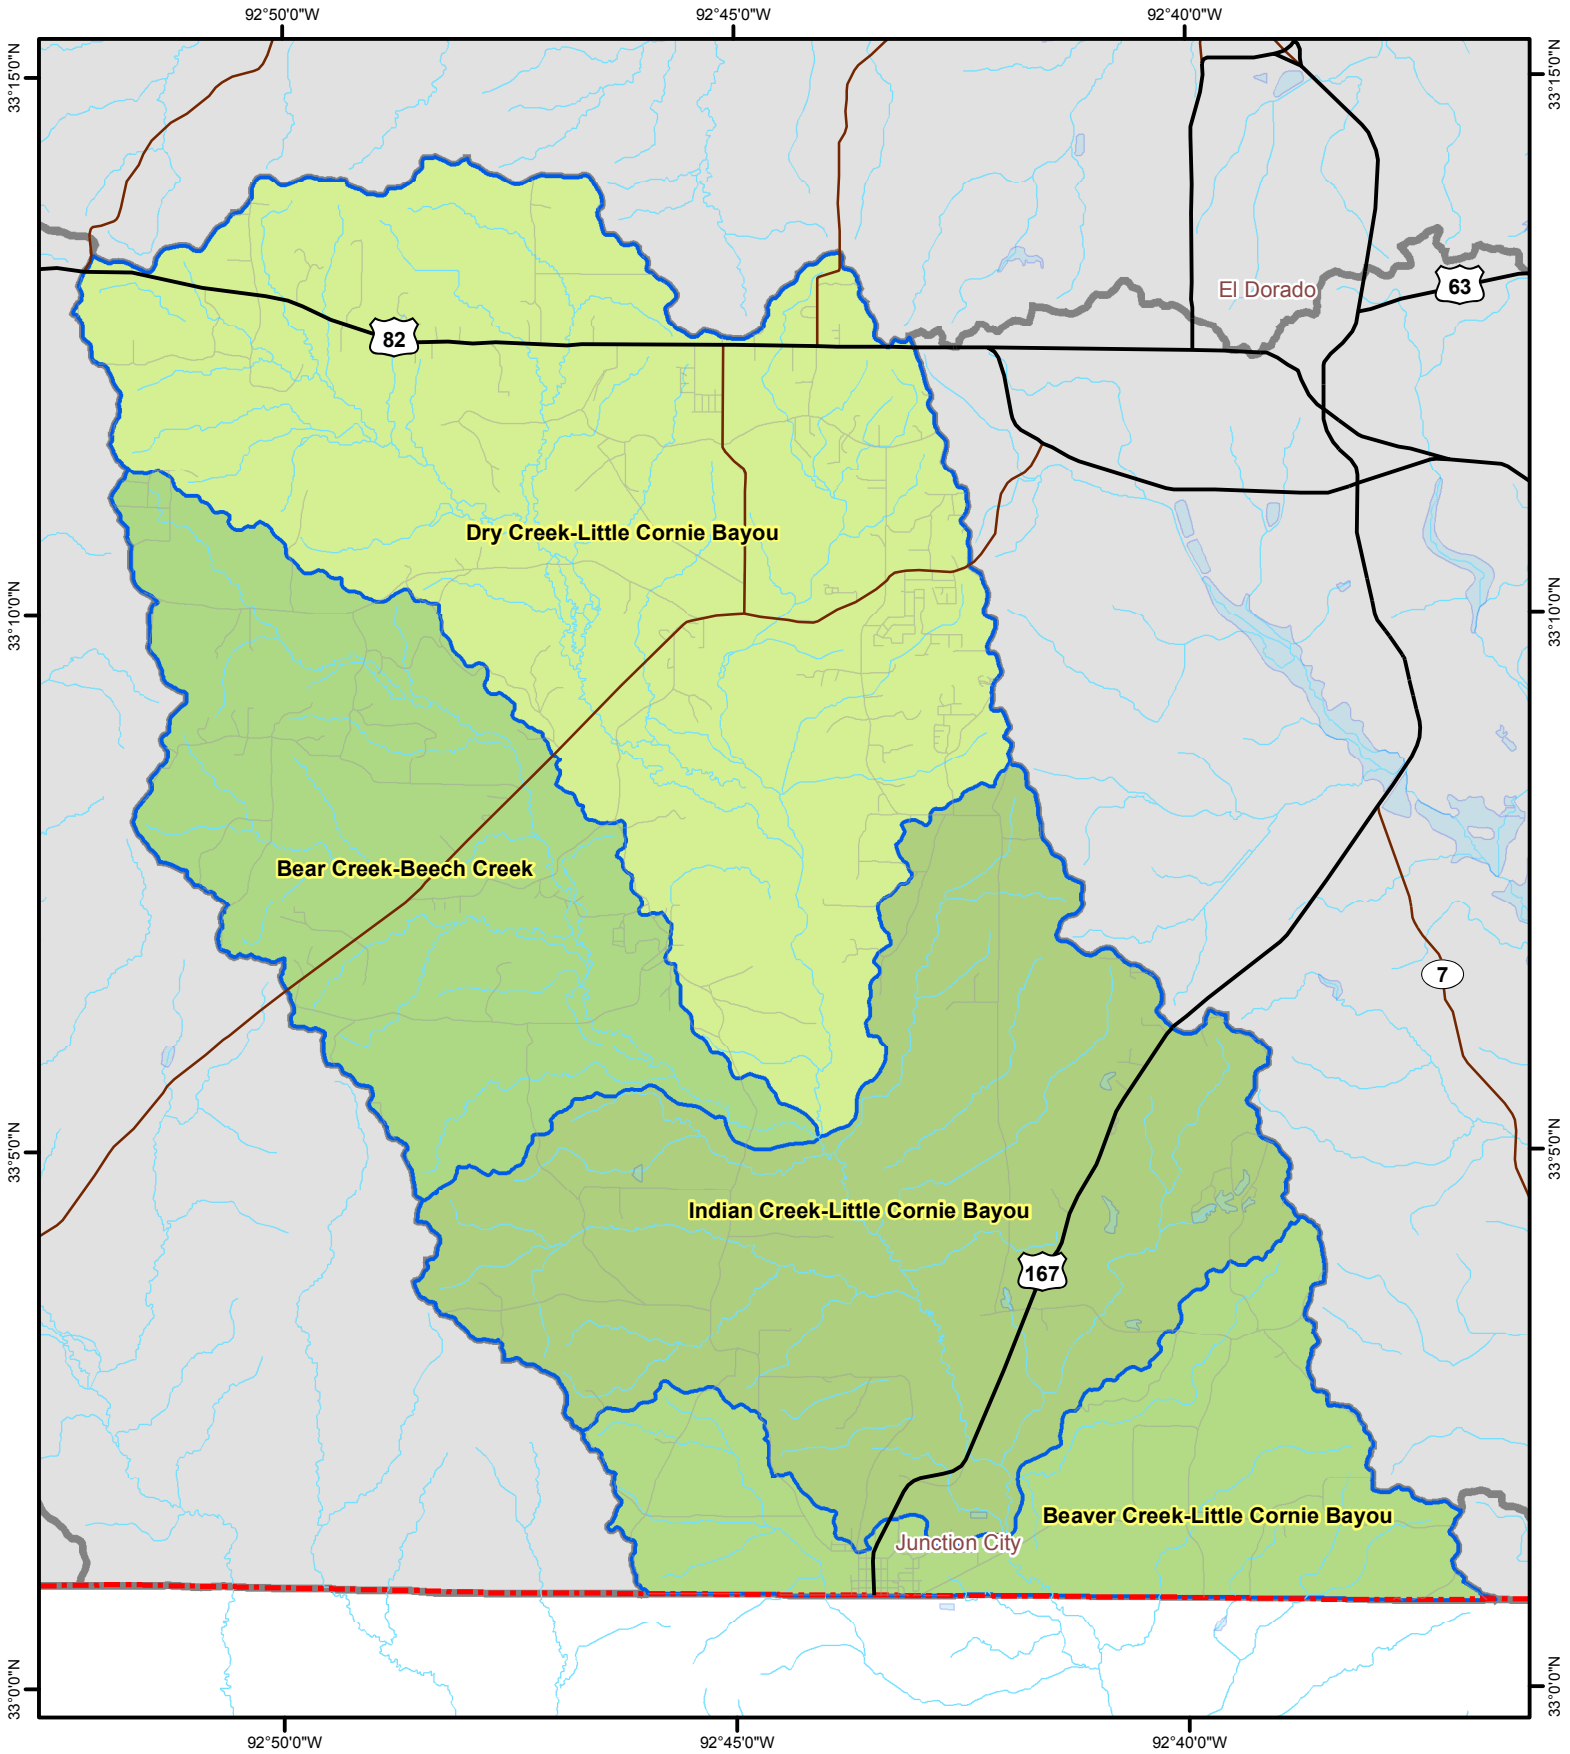 92°50'0"W
92°45'0"W
92°40'0"W
33°15'0"N
33°15'0"N
El Dorado
63
82
Dry Creek-Little Cornie Bayou
33°10'0"N
33°10'0"N
Bear Creek-Beech Creek
7
33°5'0"N
33°5'0"N
Indian Creek-Little Cornie Bayou
167
Beaver Creek-Little Cornie Bayou
Junction City
33°0'0"N
33°0'0"N
92°50'0"W
92°45'0"W
92°40'0"W